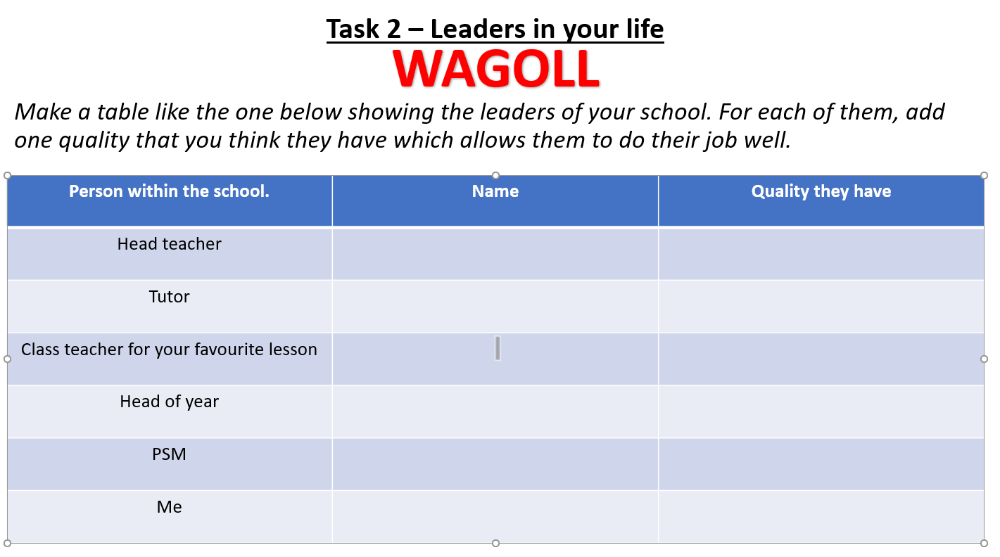 Task 2 – Leaders in your life
WAGOLL
Make a table like the one below showing the leaders of your school. For each of them, add
one quality that you think they have which allows them to do their job well.
Person within the school. Name Quality they have
Head teacher
Tutor
Class teacher for your favourite lesson
Head of year
PSM
Me